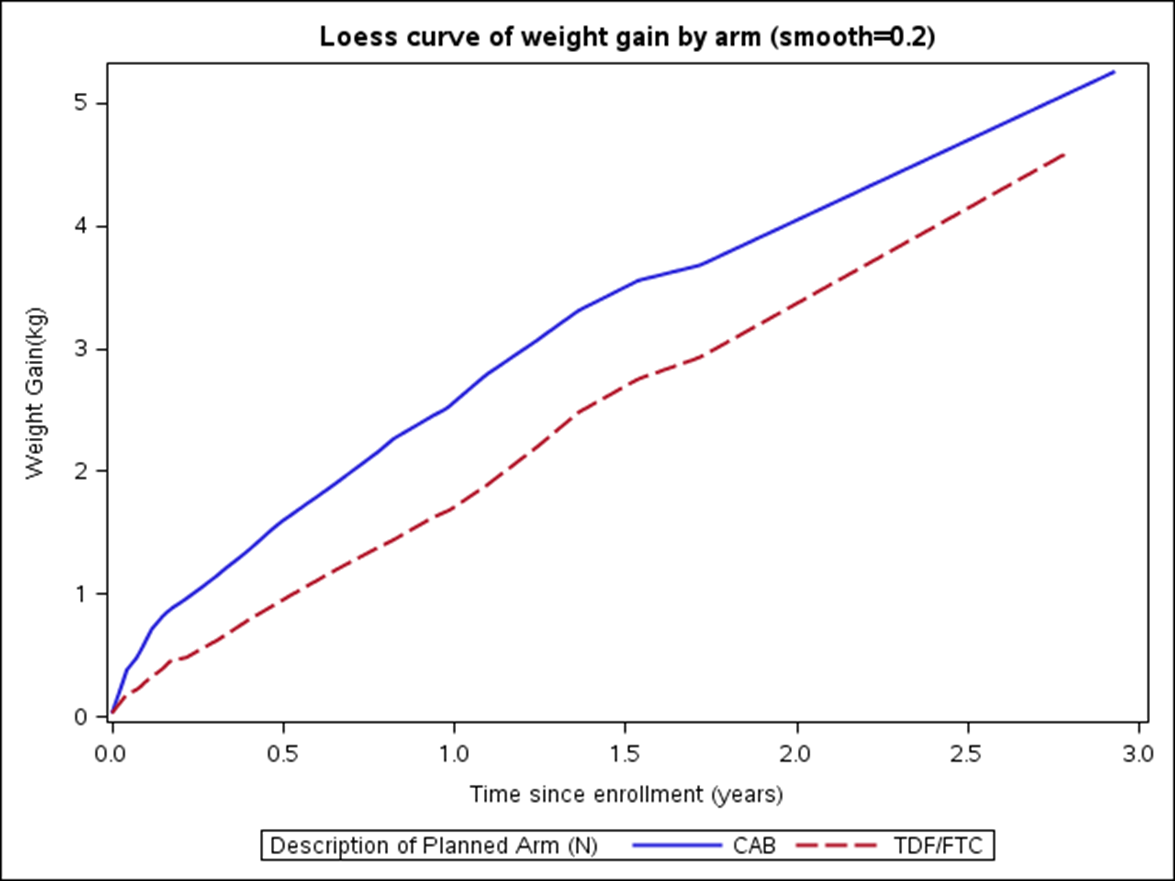 Loess curve of weight gain by arm (smooth=0.2)
5
4
3
2
1
0
Weight Gain(kg)
0.0 0.5 1.0 1.5 2.0 2.5 3.0
Time since enrollment (years)
Description of Planned Arm (N) CAB TDF/FTC